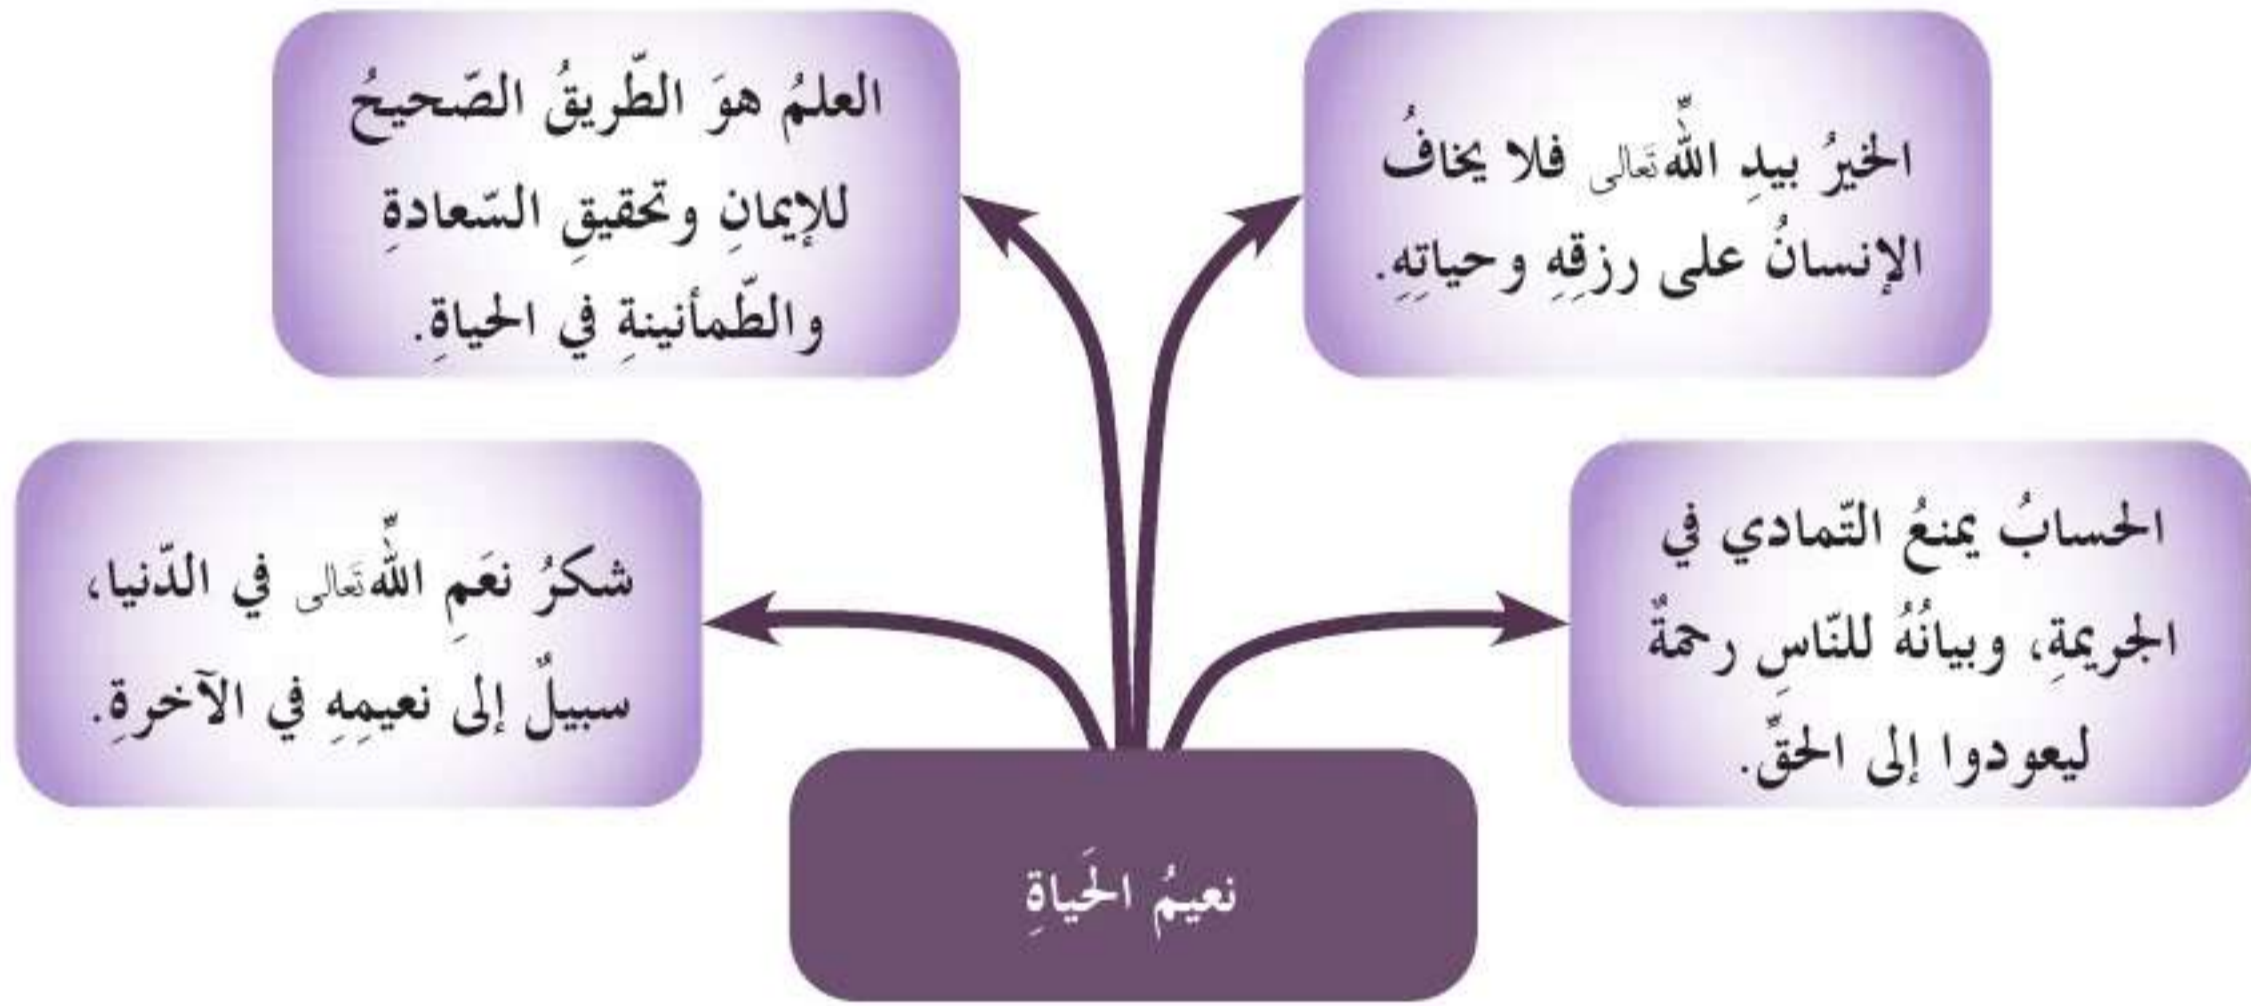 الخيرُ بيدِ اللّٰهِ تَعَالى فلا يخافُ
الإنسانُ على رزقِهِ وحياتِهِ.
العلمُ هوَ الطّريقُ الصّحيحُ
للإيمانِ وتحقيقِ السّعادةِ
والطّمأنينةِ في الحياةِ.
الحسابُ يمنعُ التّمادي في
الجريمةِ، وبيانُهُ للنّاسِ رحمةٌ
ليعودوا إلى الحقِّ.
شكرُ نعَمِ اللّٰهِ تَعَالى في الدّنيا،
سبيلٌ إلى نعيمِهِ في الآخرةِ.
نعيمُ الحَياةِ